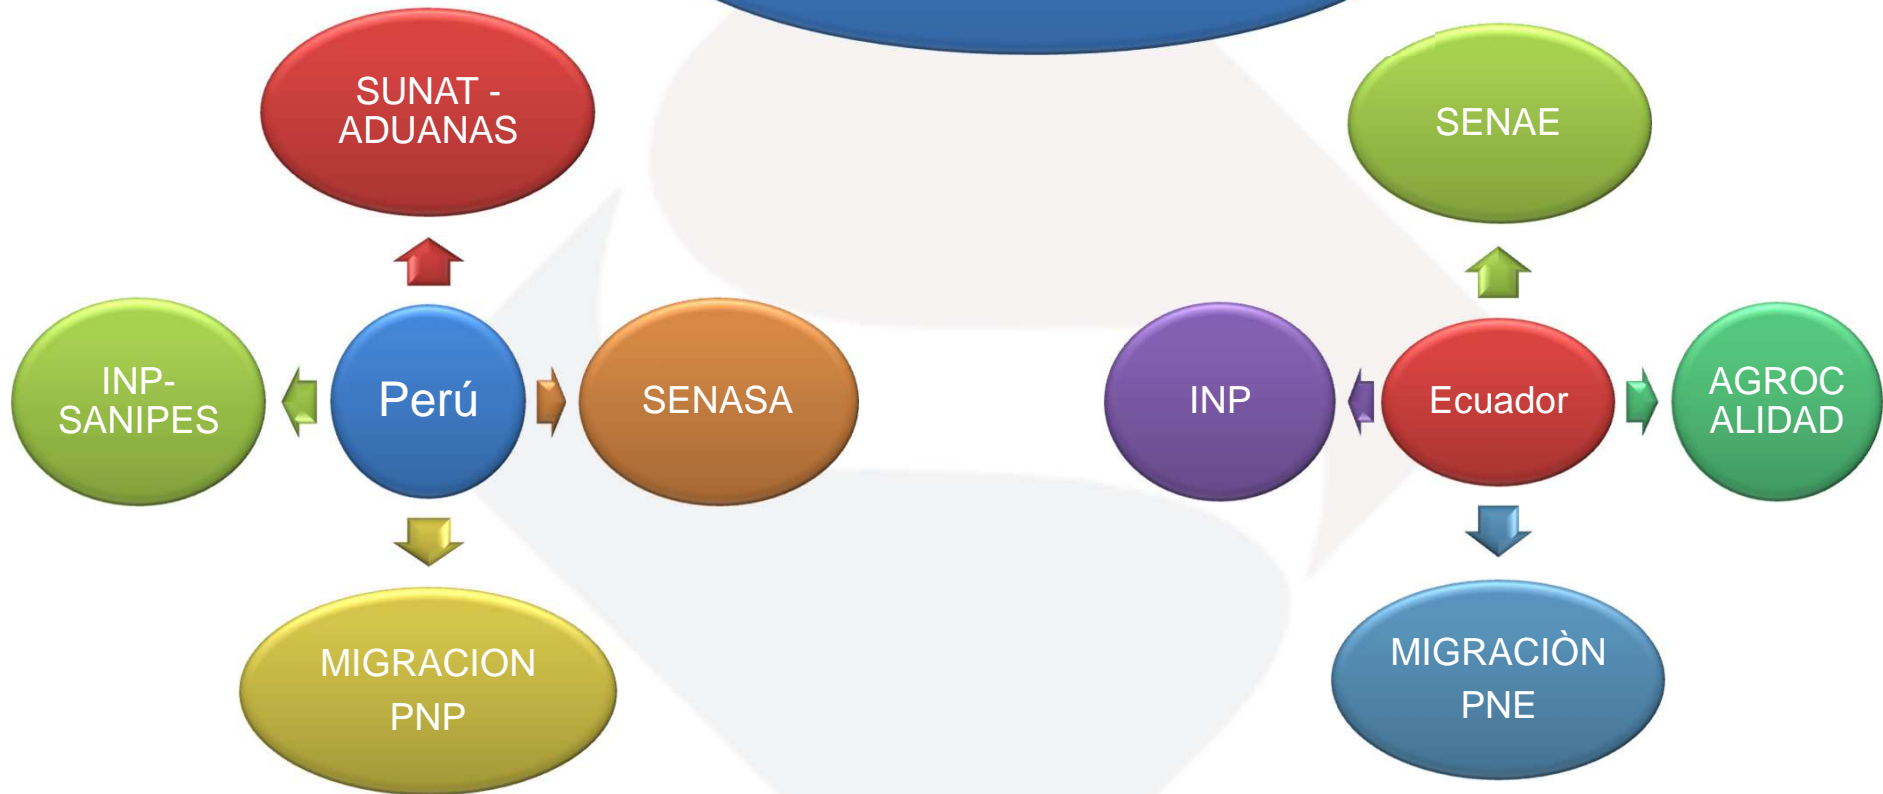 SUNAT -
ADUANAS
INP-
SANIPES
Perú
SENASA
MIGRACION
PNP
SENAE
INP
Ecuador
AGROC
ALIDAD
MIGRACIÒN
PNE